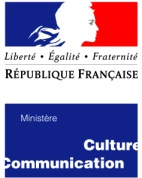 Liberté • Égalité • Fraternité
RÉPUBLIQUE FRANÇAISE
Ministère
Culture
Communication